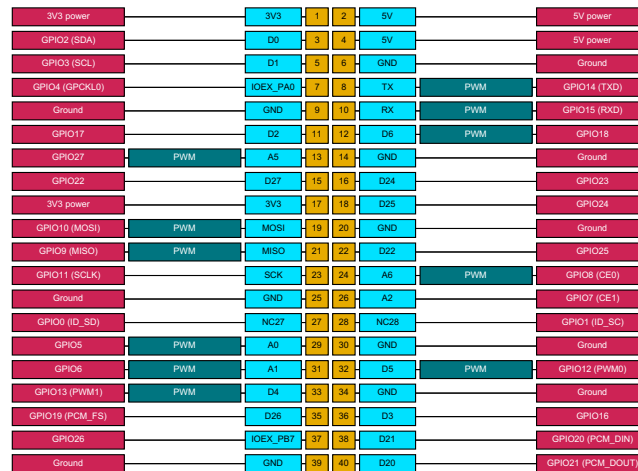 3V3 power 3V3 1 2 5V 5V power
GPIO2 (SDA) D0 3 4 5V 5V power
GPIO3 (SCL) D1 5 6 GND Ground
GPIO4 (GPCKL0) IOEX_PA0 7 8 TX PWM GPIO14 (TXD)
Ground GND 9 10 RX PWM GPIO15 (RXD)
GPIO17 D2 11 12 D6 PWM GPIO18
GPIO27 PWM A5 13 14 GND Ground
GPIO22 D27 15 16 D24 GPIO23
3V3 power 3V3 17 18 D25 GPIO24
GPIO10 (MOSI) PWM MOSI 19 20 GND Ground
GPIO9 (MISO) PWM MISO 21 22 D22 GPIO25
GPIO11 (SCLK) SCK 23 24 A6 PWM GPIO8 (CE0)
Ground GND 25 26 A2 GPIO7 (CE1)
GPIO0 (ID_SD) NC27 27 28 NC28 GPIO1 (ID_SC)
GPIO5 PWM A0 29 30 GND Ground
GPIO6 PWM A1 31 32 D5 PWM GPIO12 (PWM0)
GPIO13 (PWM1) PWM D4 33 34 GND Ground
GPIO19 (PCM_FS) D26 35 36 D3 GPIO16
GPIO26 IOEX_PB7 37 38 D21 GPIO20 (PCM_DIN)
Ground GND 39 40 D20 GPIO21 (PCM_DOUT)